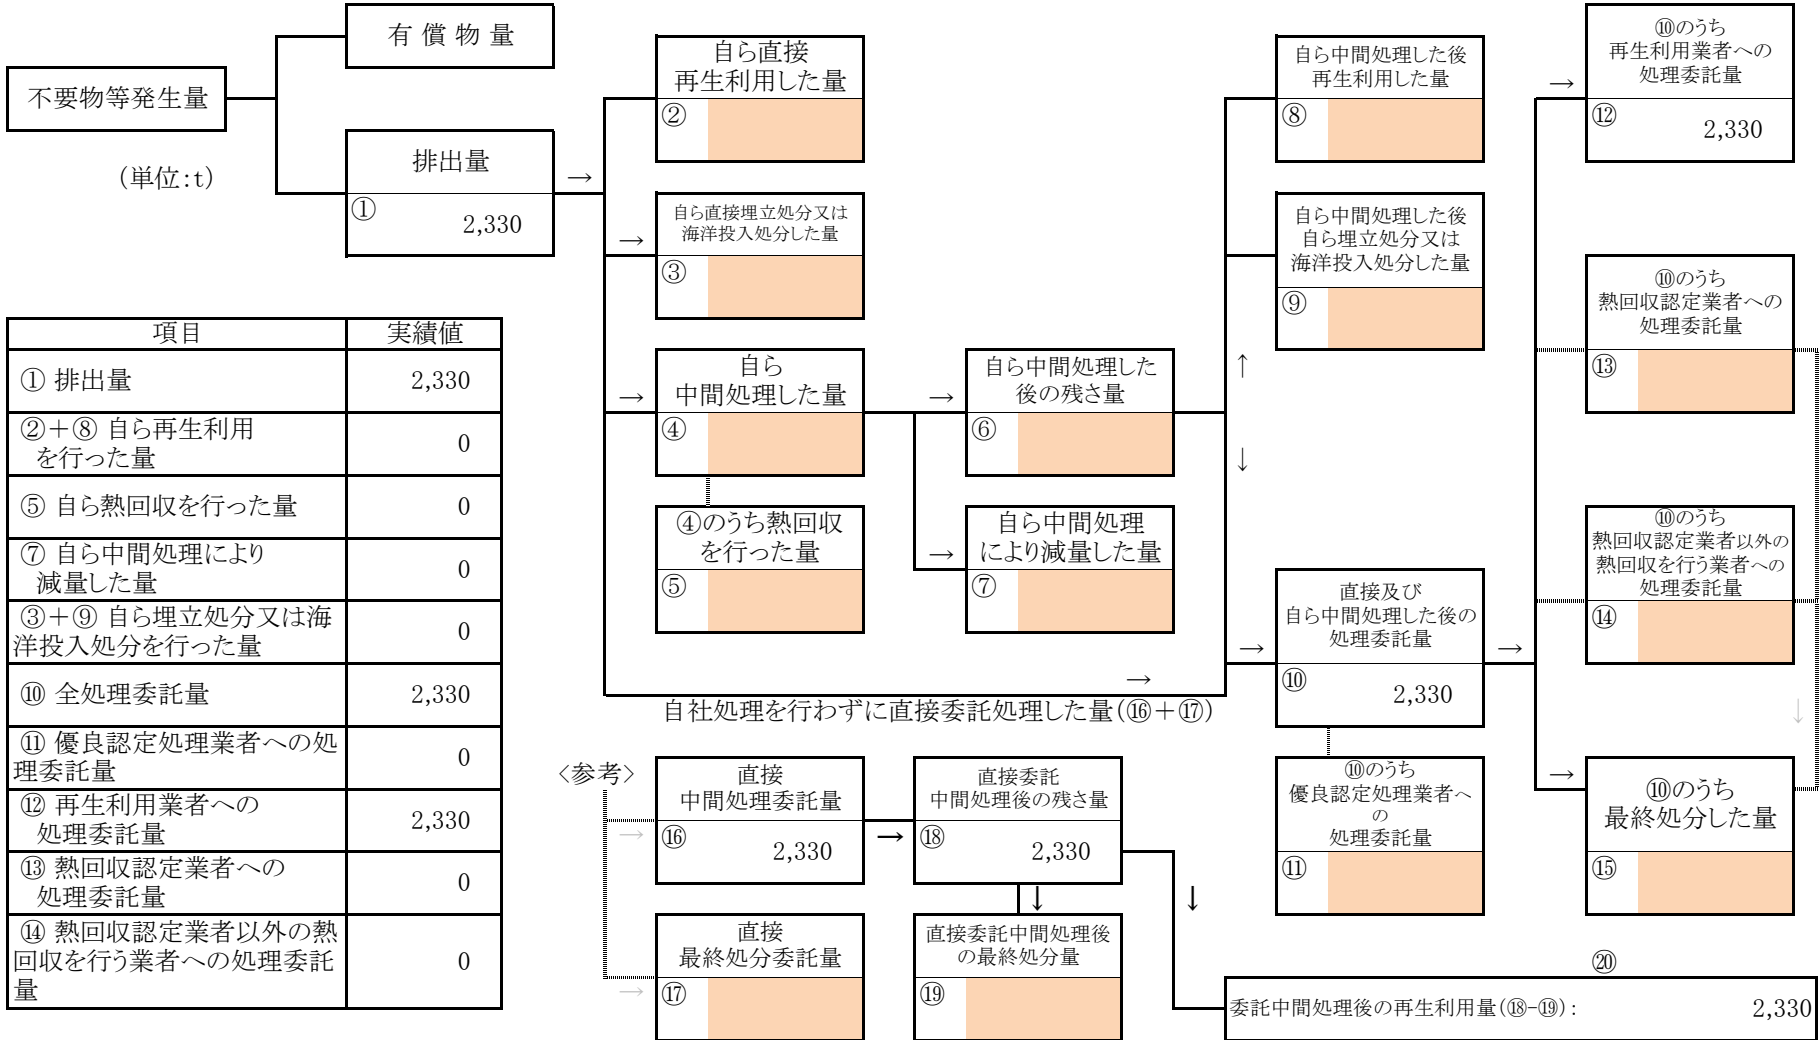 有 償 物 量
不要物等発生量
(単位:t)
排出量
①
2,330
→
自ら直接
再生利用した量
②
→
自ら直接埋立処分又は
海洋投入処分した量
③
→
自ら
中間処理した量
④
④のうち熱回収
を行った量
⑤
→
自ら中間処理した
後の残さ量
⑥
→
自ら中間処理
により減量した量
⑦
自ら中間処理した後
再生利用した量
⑧
自ら中間処理した後
自ら埋立処分又は
海洋投入処分した量
⑨
↑
↓
→
自社処理を行わずに直接委託処理した量(⑯+⑰)
→
直接及び
自ら中間処理した後の
処理委託量
⑩
2,330
⑩のうち
優良認定処理業者へ
の
処理委託量
⑪
→
→
⑩のうち
再生利用業者への
処理委託量
⑫
2,330
⑩のうち
熱回収認定業者への
処理委託量
⑬
⑩のうち
熱回収認定業者以外の
熱回収を行う業者への
処理委託量
⑭
↓
→
⑩のうち
最終処分した量
⑮
項目 実績値
① 排出量 2,330
②+⑧ 自ら再生利用
を行った量 0
⑤ 自ら熱回収を行った量 0
⑦ 自ら中間処理により
減量した量 0
③+⑨ 自ら埋立処分又は海
洋投入処分を行った量 0
⑩ 全処理委託量 2,330
⑪ 優良認定処理業者への処
理委託量 0
⑫ 再生利用業者への
処理委託量 2,330
⑬ 熱回収認定業者への
処理委託量 0
⑭ 熱回収認定業者以外の熱
回収を行う業者への処理委託
量 0
<参考>
→
直接
中間処理委託量
⑯
2,330
→
直接委託
中間処理後の残さ量
⑱
2,330
↓
↓
→
直接
最終処分委託量
⑰
直接委託中間処理後
の最終処分量
⑲
⑳
委託中間処理後の再生利用量(⑱-⑲): 2,330